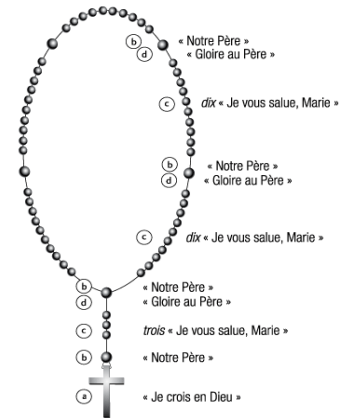 b « Notre Père »
d « Gloire au Père »
c dix « Je vous salue, Marie »
b « Notre Père »
d « Gloire au Père »
c dix « Je vous salue, Marie »
b « Notre Père »
d « Gloire au Père »
c trois « Je vous salue, Marie »
b « Notre Père »
a « Je crois en Dieu »